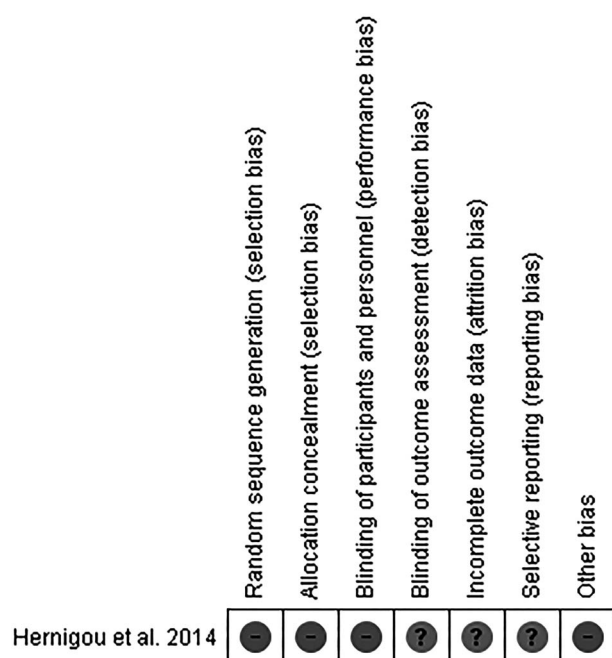 Random sequence generation (selection bias)
Allocation concealment (selection bias)
Blinding of participants and personnel (performance bias)
Blinding of outcome assessment (detection bias)
Incomplete outcome data (attrition bias)
Selective reporting (reporting bias)
Other bias
Hernigou et al. 2014 - - - ? ? ? -